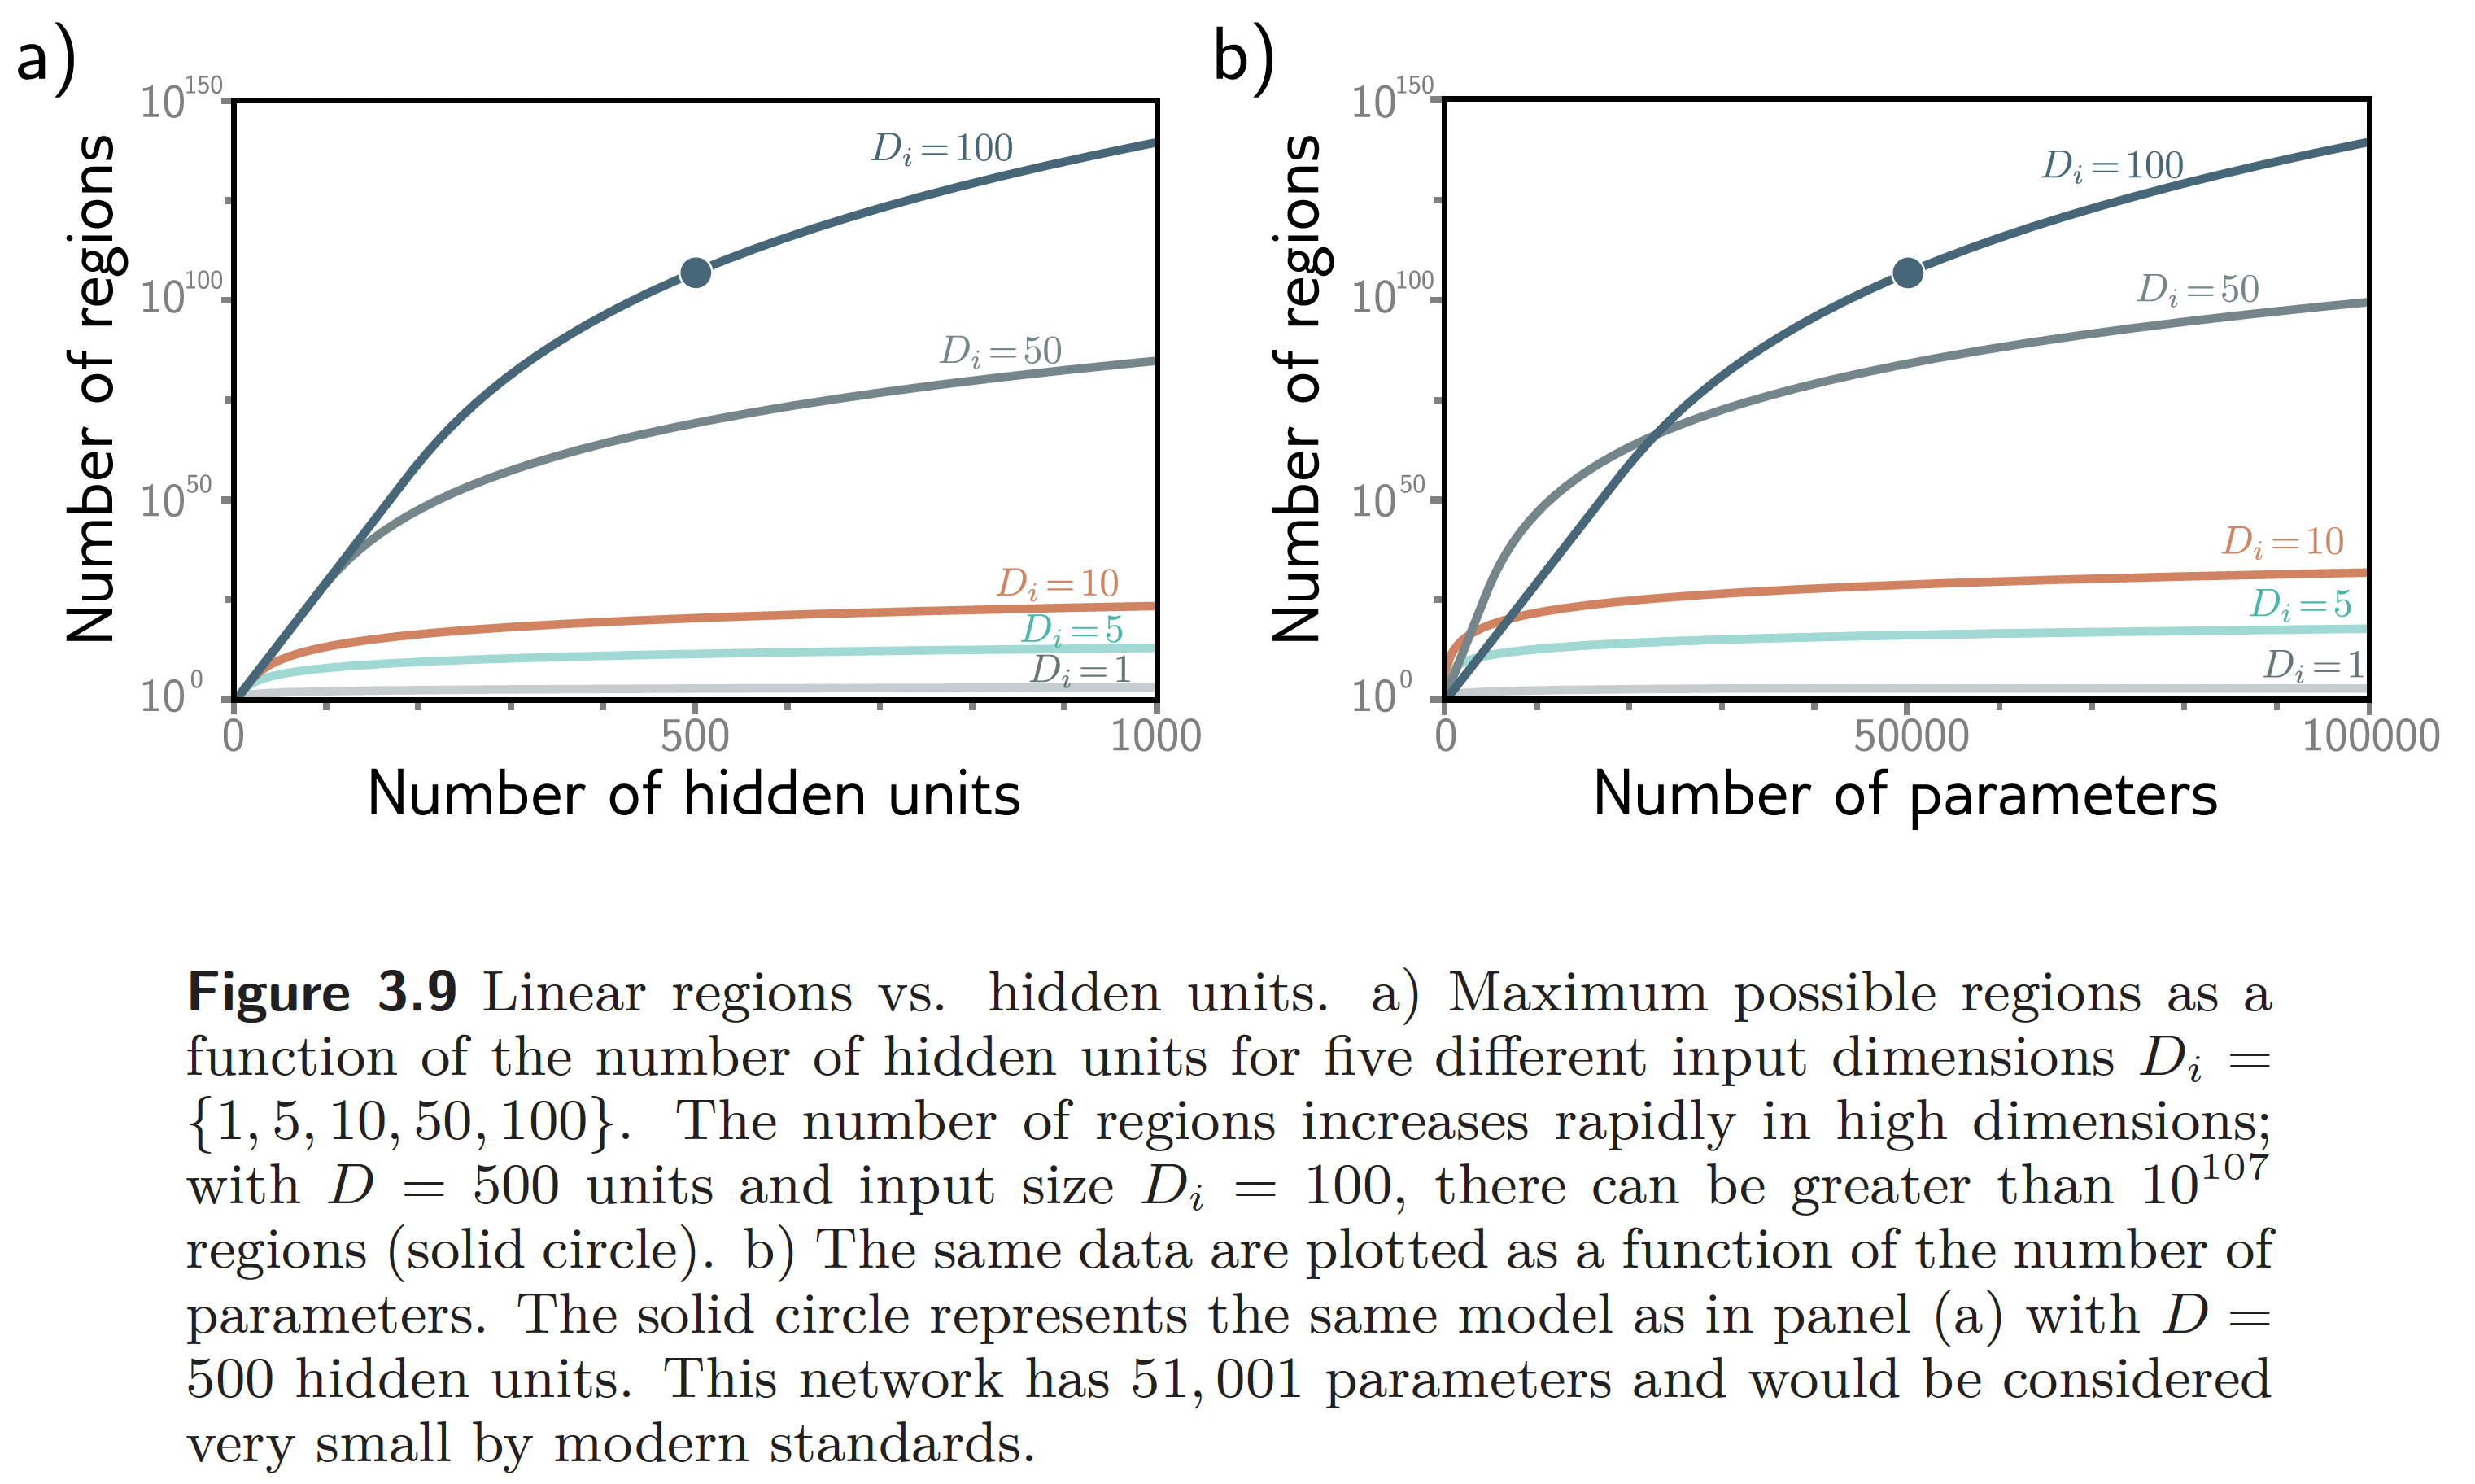 a)
10^150
10^100
10^50
10^0
Number of regions
D_i = 100
D_i = 50
D_i = 10
D_i = 5
D_i = 1
0 500 1000
Number of hidden units
b)
10^150
10^100
10^50
10^0
Number of regions
D_i = 100
D_i = 50
D_i = 10
D_i = 5
D_i = 1
0 50000 100000
Number of parameters
Figure 3.9 Linear regions vs. hidden units. a) Maximum possible regions as a
function of the number of hidden units for five different input dimensions D_i =
{1, 5, 10, 50, 100}. The number of regions increases rapidly in high dimensions;
with D = 500 units and input size D_i = 100, there can be greater than 10^107
regions (solid circle). b) The same data are plotted as a function of the number of
parameters. The solid circle represents the same model as in panel (a) with D =
500 hidden units. This network has 51, 001 parameters and would be considered
very small by modern standards.